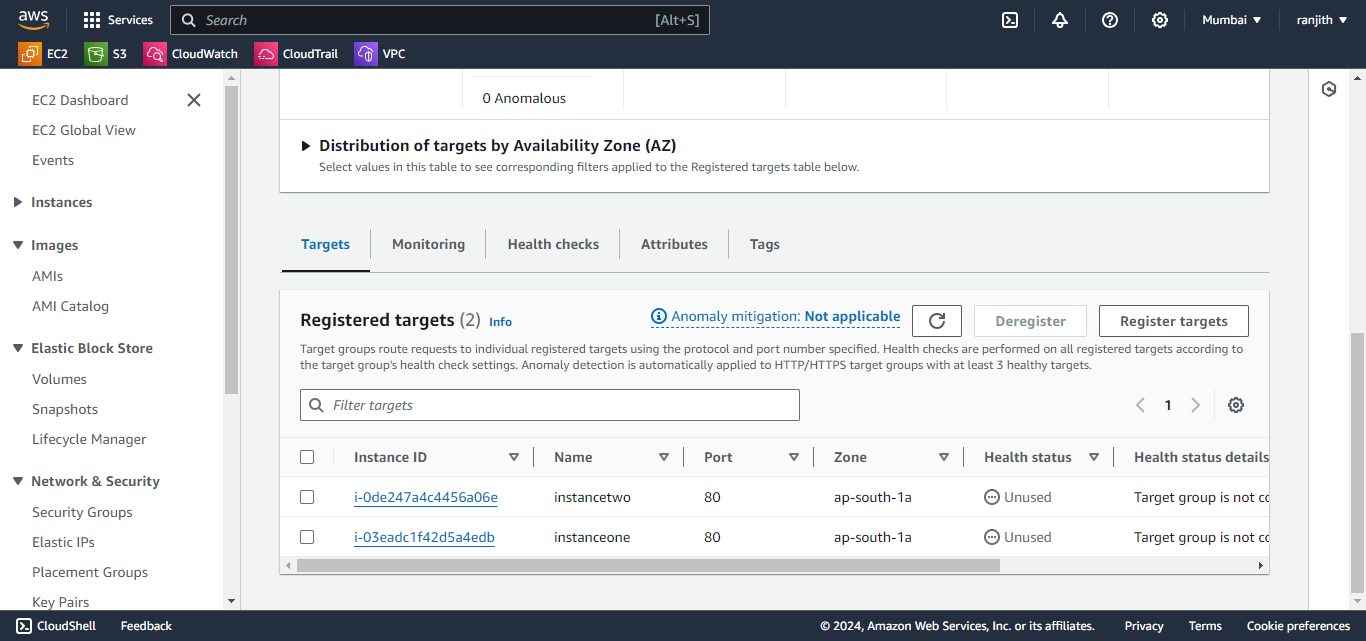 aws Services Search [Alt+S] Mumbai ranjith
EC2 S3 CloudWatch CloudTrail VPC
EC2 Dashboard
EC2 Global View
Events
Instances
Images
AMIs
AMI Catalog
Elastic Block Store
Volumes
Snapshots
Lifecycle Manager
Network & Security
Security Groups
Elastic IPs
Placement Groups
Key Pairs
0 Anomalous
Distribution of targets by Availability Zone (AZ)
Select values in this table to see corresponding filters applied to the Registered targets table below.
Targets Monitoring Health checks Attributes Tags
Registered targets (2) Info Anomaly mitigation: Not applicable Deregister Register targets
Target groups route requests to individual registered targets using the protocol and port number specified. Health checks are performed on all registered targets according to
the target group's health check settings. Anomaly detection is automatically applied to HTTP/HTTPS target groups with at least 3 healthy targets.
Filter targets 1
Instance ID Name Port Zone Health status Health status details
i-0de247a4c4456a06e instancetwo 80 ap-south-1a Unused Target group is not co
i-03eadc1f42d5a4edb instanceone 80 ap-south-1a Unused Target group is not co
CloudShell Feedback © 2024, Amazon Web Services, Inc. or its affiliates. Privacy Terms Cookie preferences